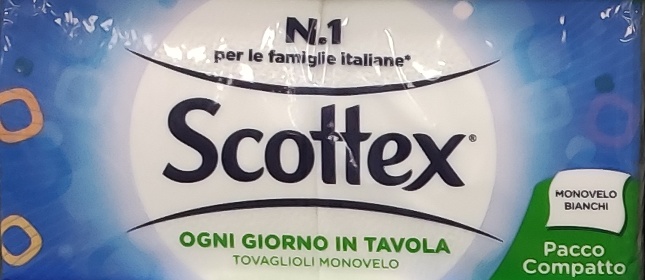 N.1
per le famiglie italiane*
Scottex®
OGNI GIORNO IN TAVOLA
TOVAGLIOLI MONOVELO
MONOVELO
BIANCHI
Pacco
Compatto